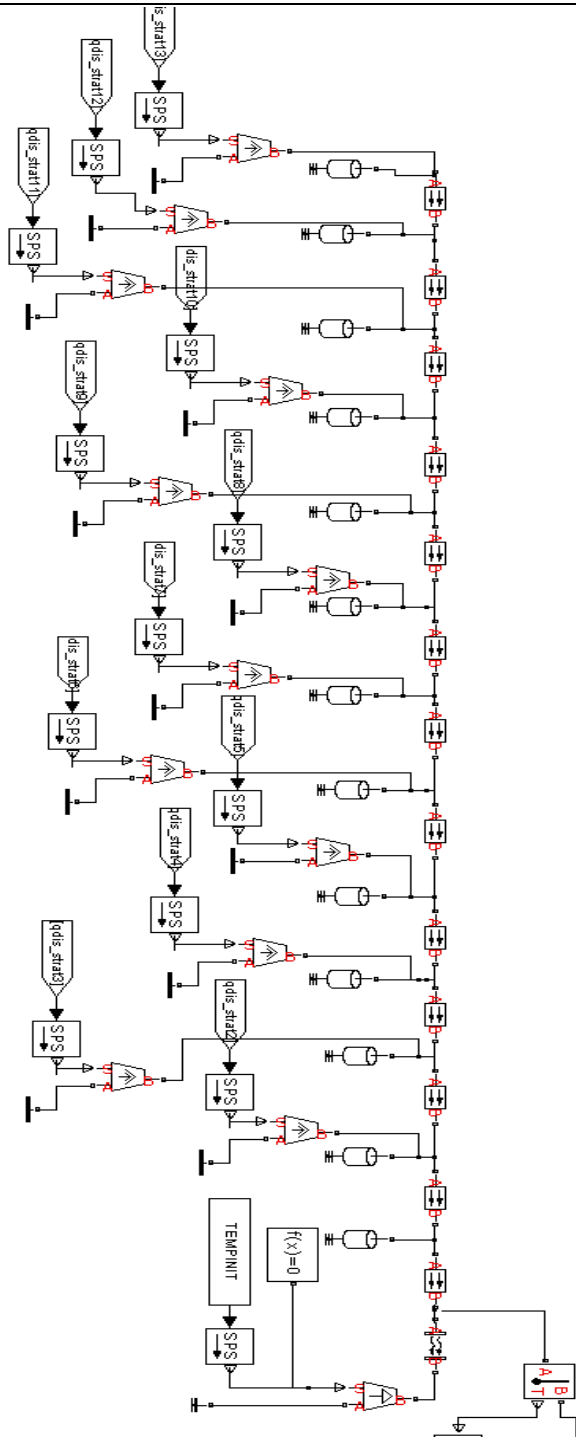 is_strat13
SPS
qdis_strat12]
SPS
qdis_strat11
SPS
dis_strat10
SPS
qdis_strat9
SPS
qdis_strat8
SPS
dis_strat7
SPS
dis_strat6
SPS
qdis_strat5
SPS
qdis_strat4
SPS
[qdis_strat3]
SPS
qdis_strat2
SPS
TEMPINIT
SPS
f(x)=0
B
A
T